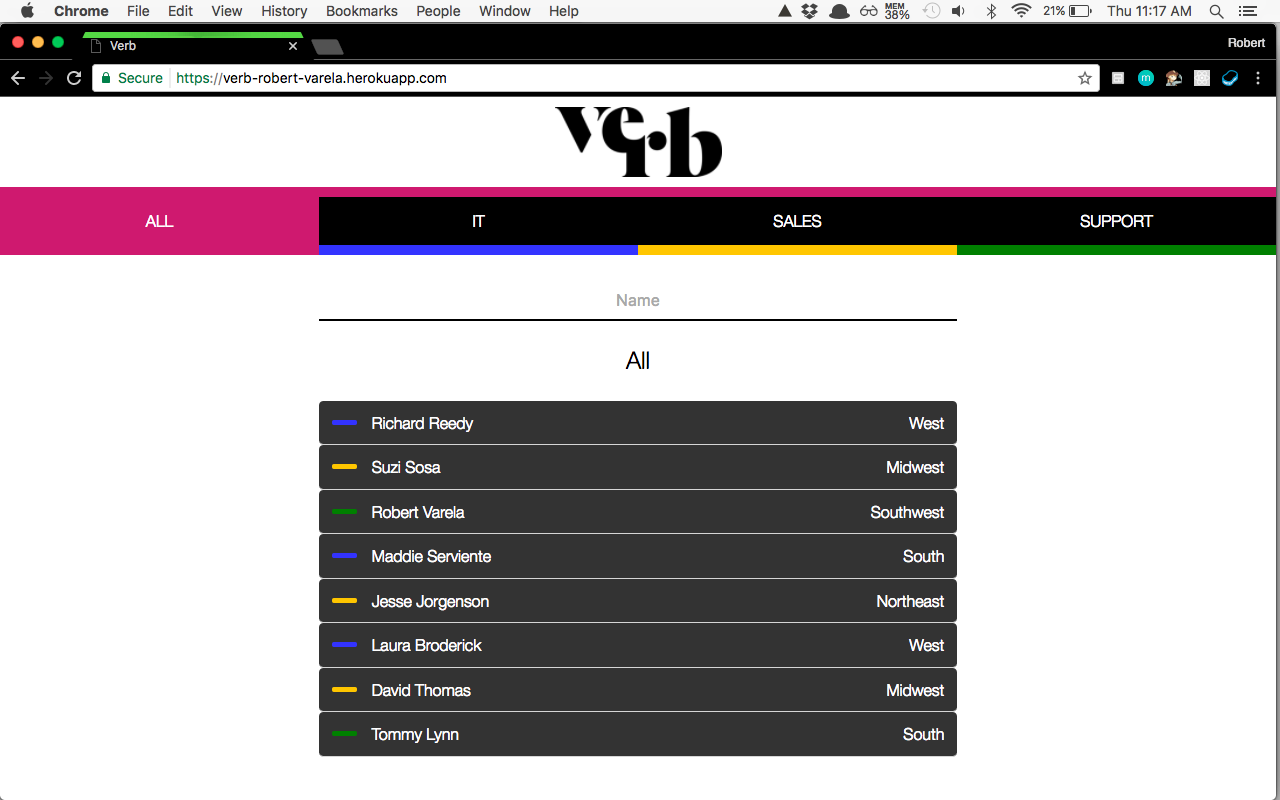 Chrome File Edit View History Bookmarks People Window Help MEM 38% 21% Thu 11:17 AM
Verb Robert
Secure https://verb-robert-varela.herokuapp.com m
verb
ALL IT SALES SUPPORT
Name
All
Richard Reedy West
Suzi Sosa Midwest
Robert Varela Southwest
Maddie Serviente South
Jesse Jorgenson Northeast
Laura Broderick West
David Thomas Midwest
Tommy Lynn South